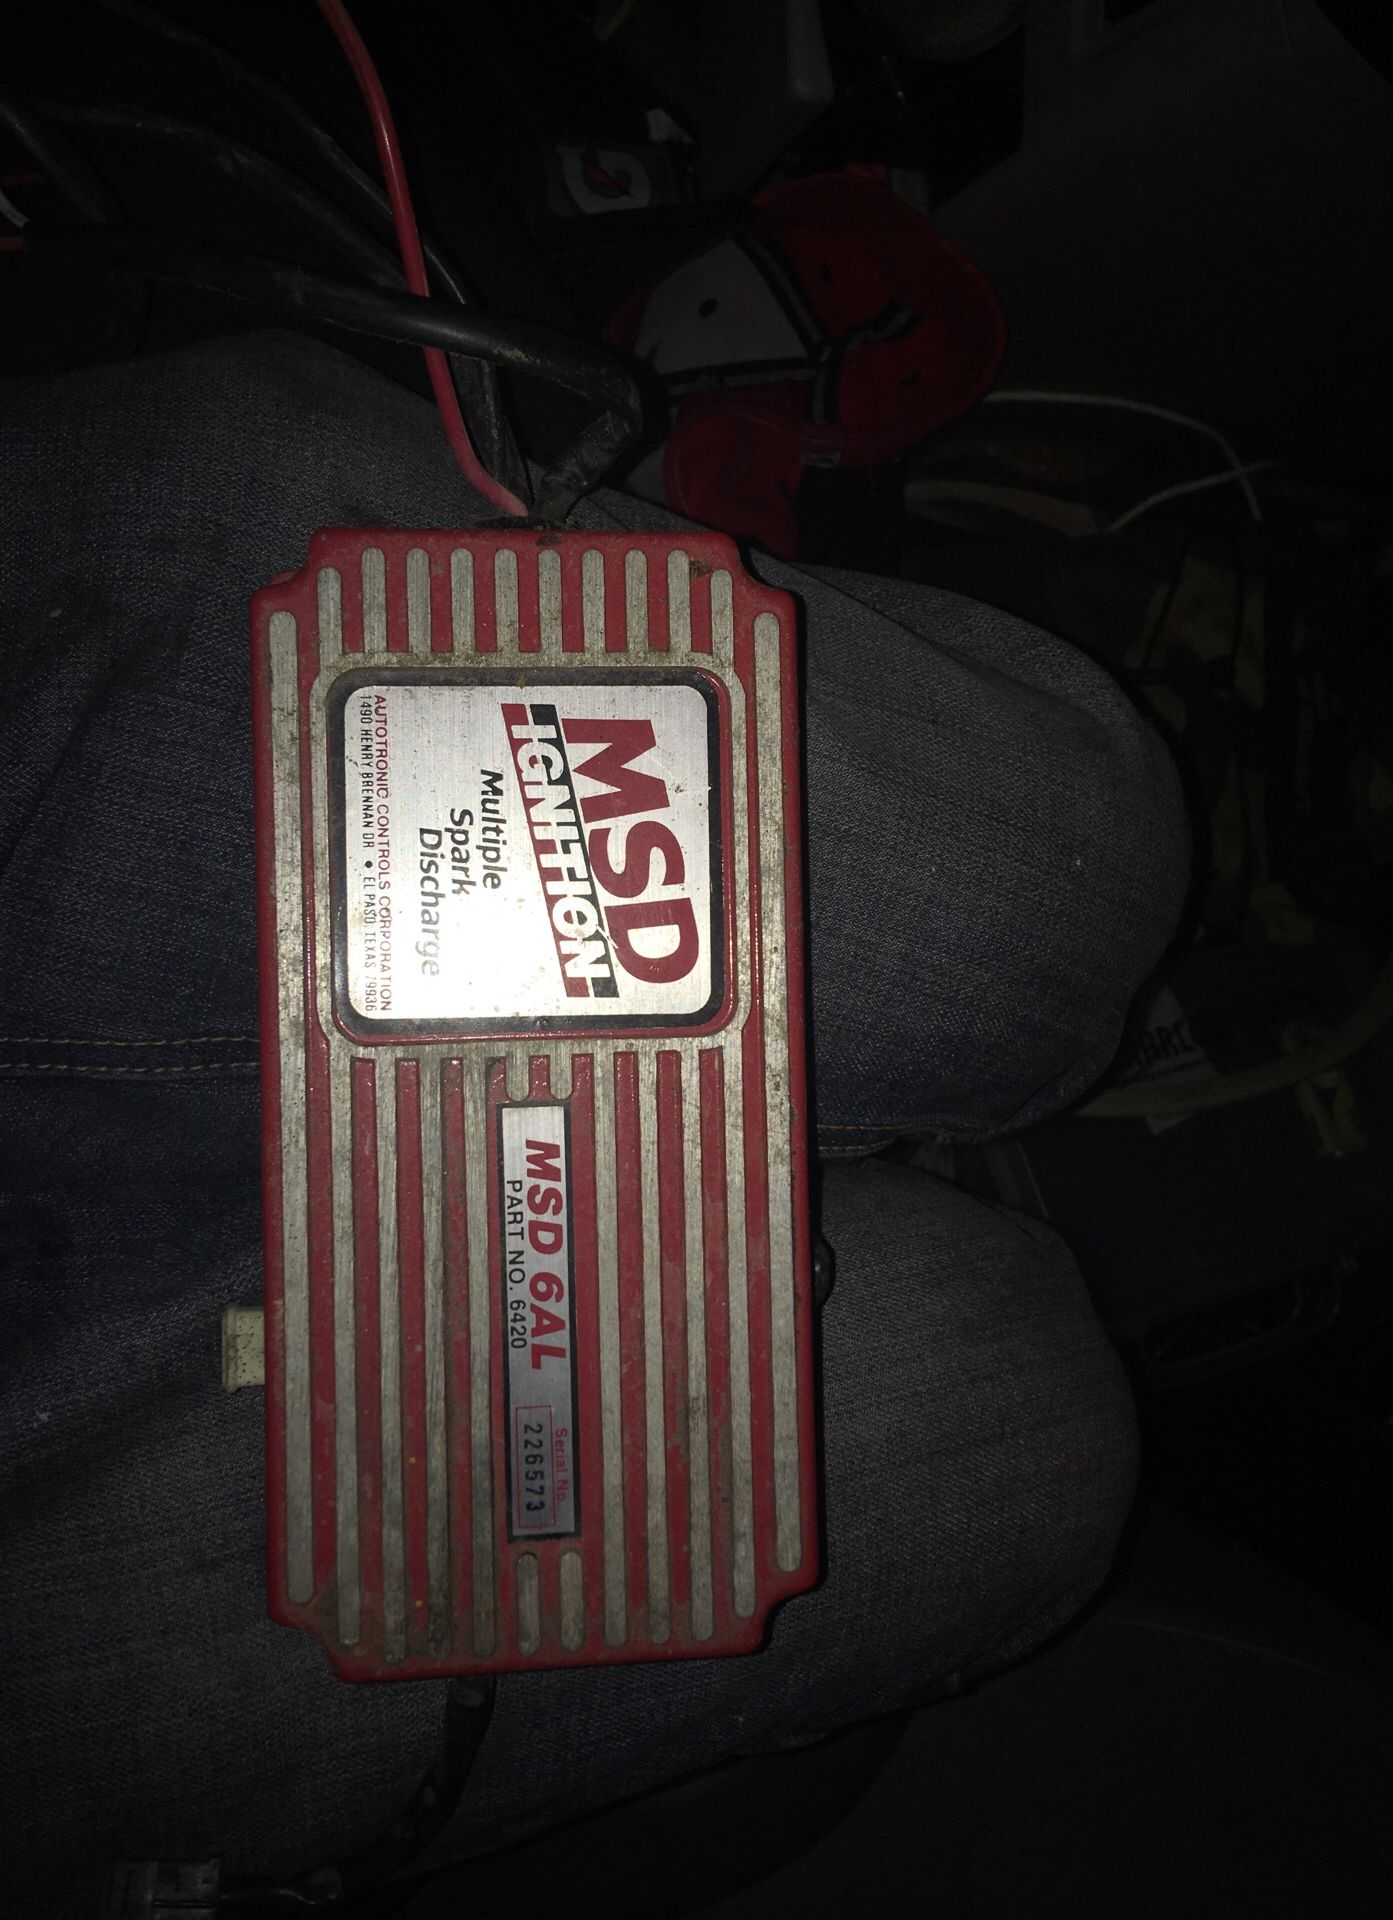 MSD
IGNITION
Multiple
Spark
Discharge
AUTOTRONIC CONTROLS CORPORATION
1490 HENRY BRENNAN DR. • EL PASO, TEXAS 79936
MSD 6AL
PART NO. 6420
Serial No.
226573